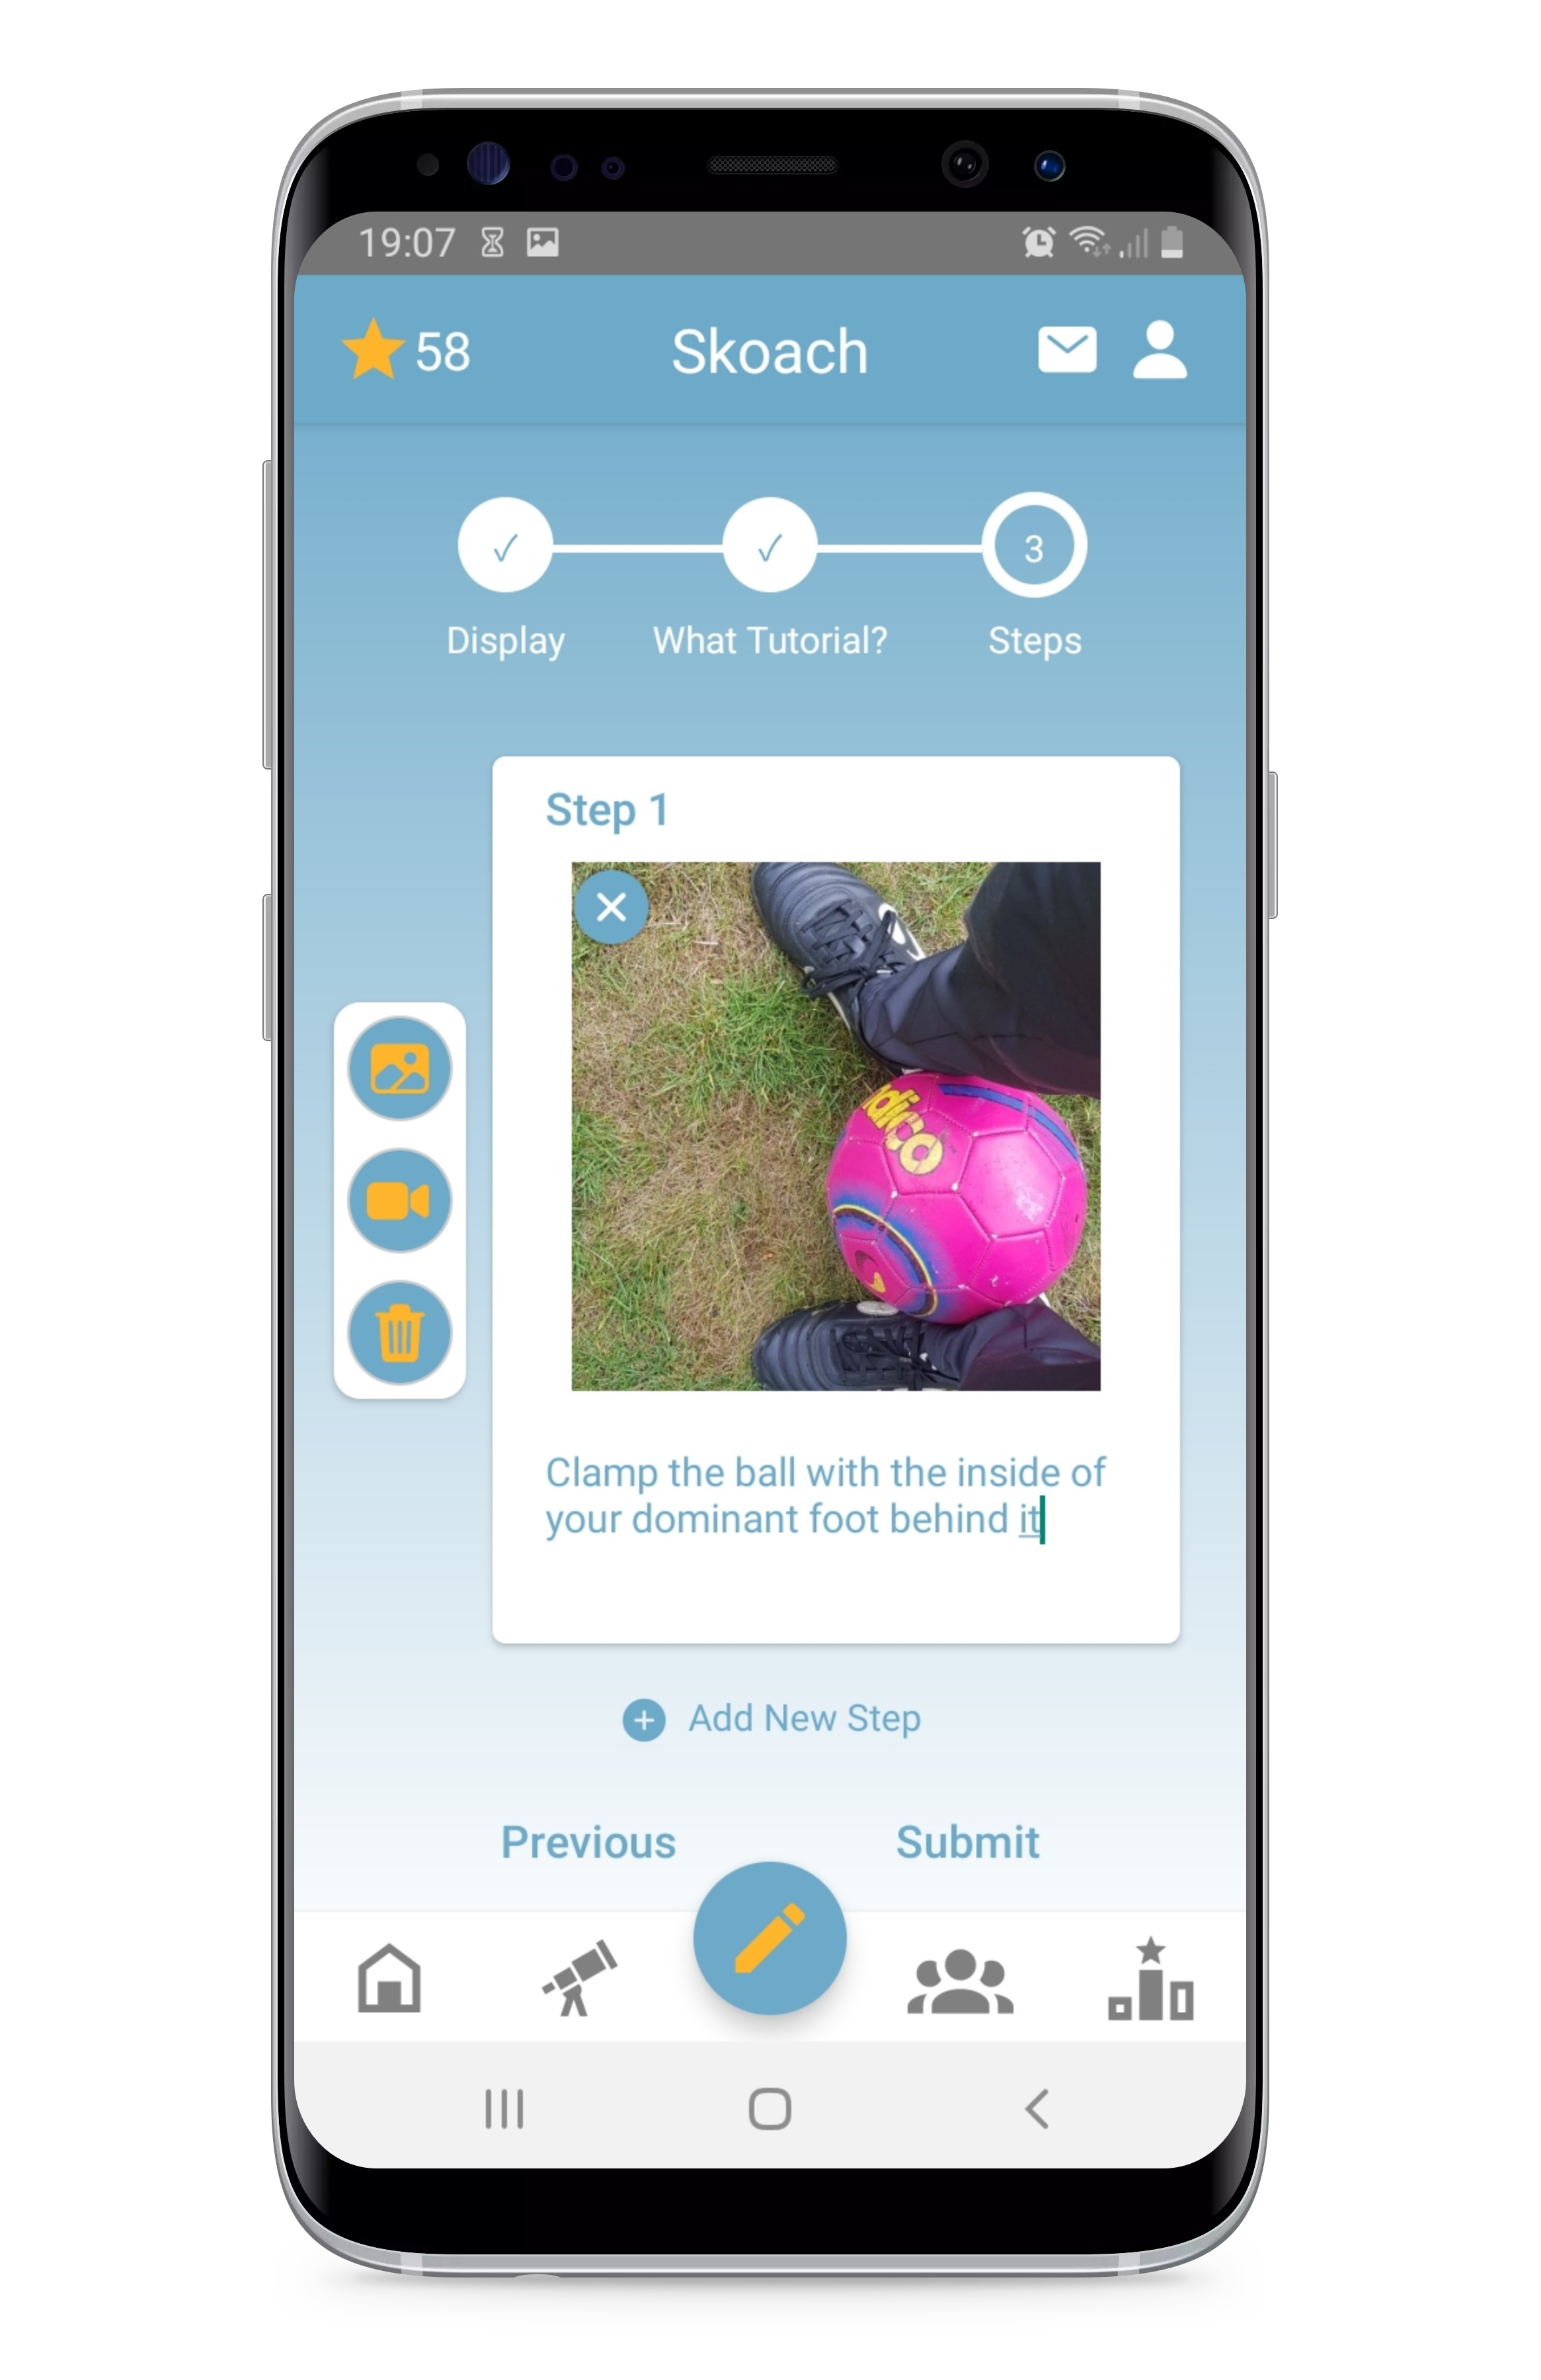 19:07
58 Skoach
3
Display What Tutorial? Steps
Step 1
dico
Clamp the ball with the inside of
your dominant foot behind it
Add New Step
Previous Submit